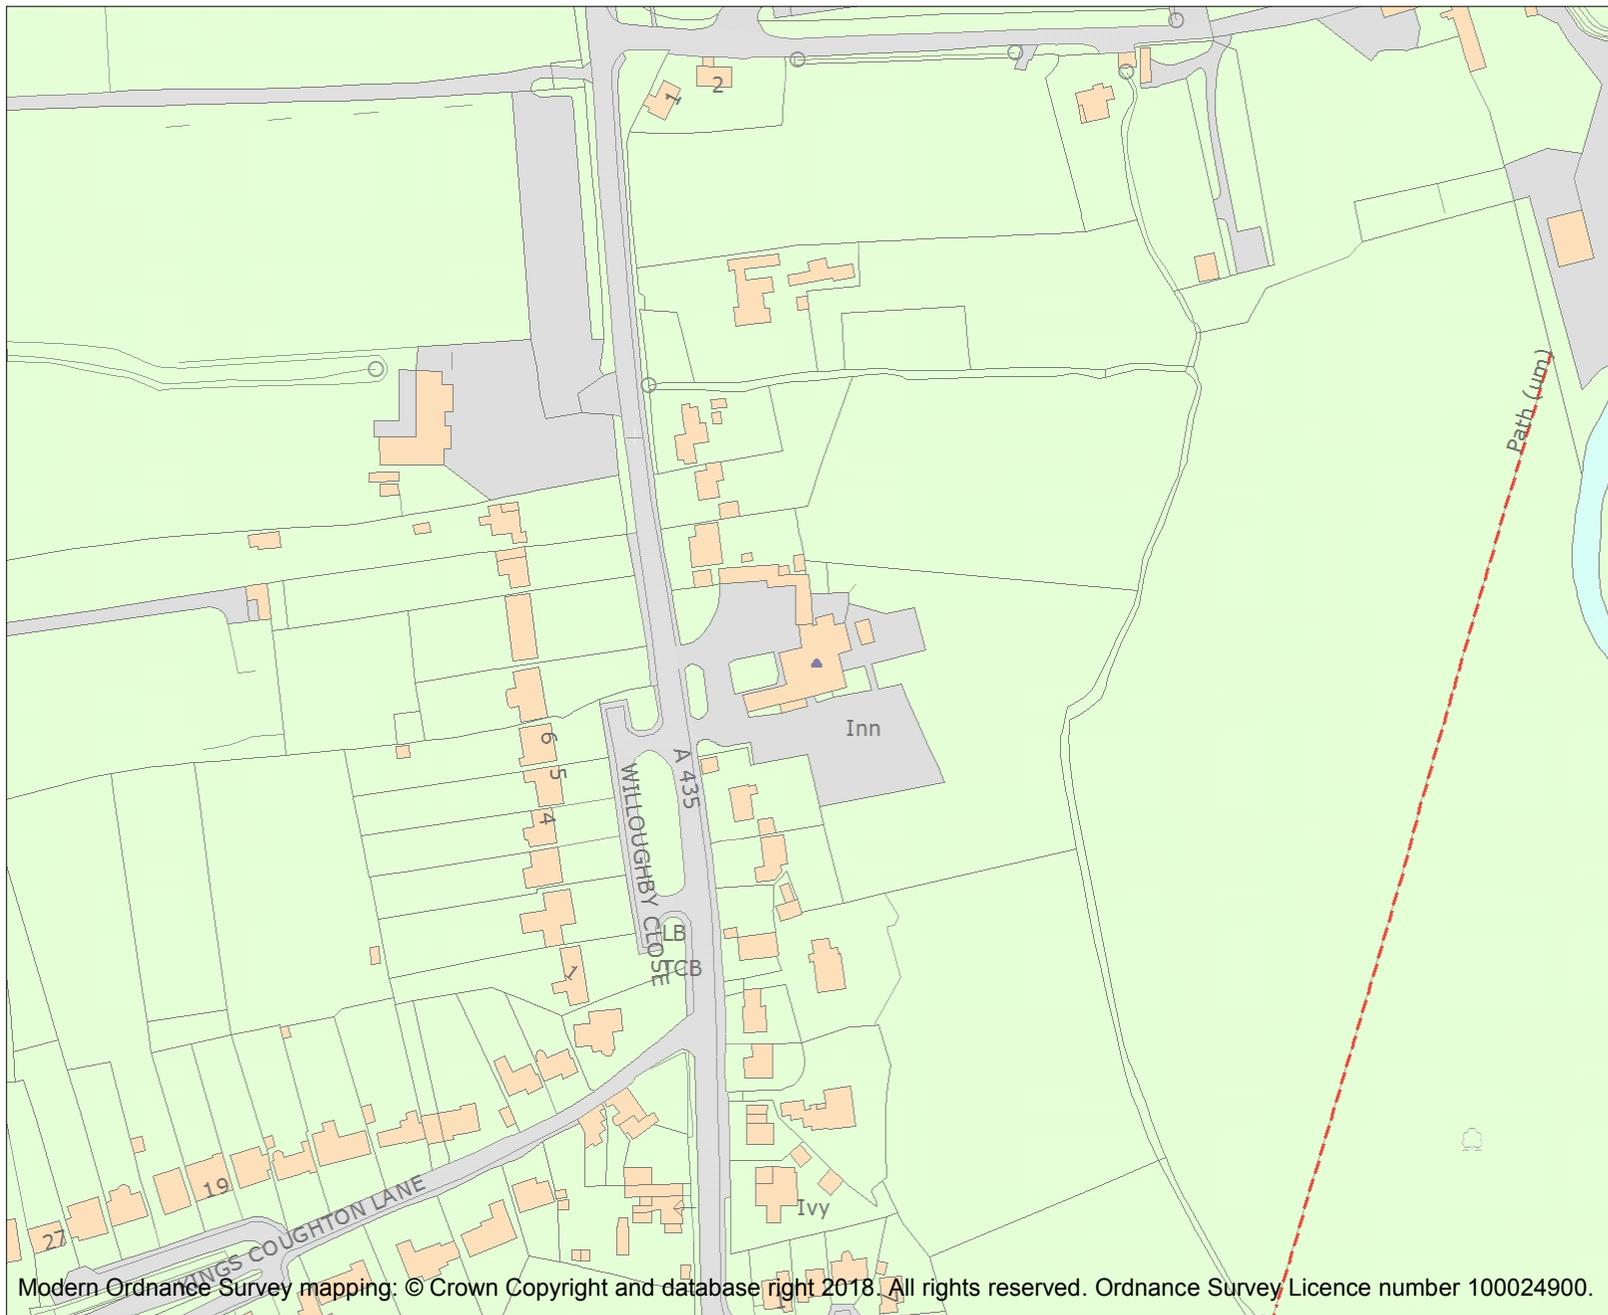 1
2
Path (um)
Inn
6
5
4
A 435
WILLOUGHBY CLOSE
LB
TCB
1
19
27
KINGS COUGHTON LANE
Ivy
Modern Ordnance Survey mapping: © Crown Copyright and database right 2018. All rights reserved. Ordnance Survey Licence number 100024900.